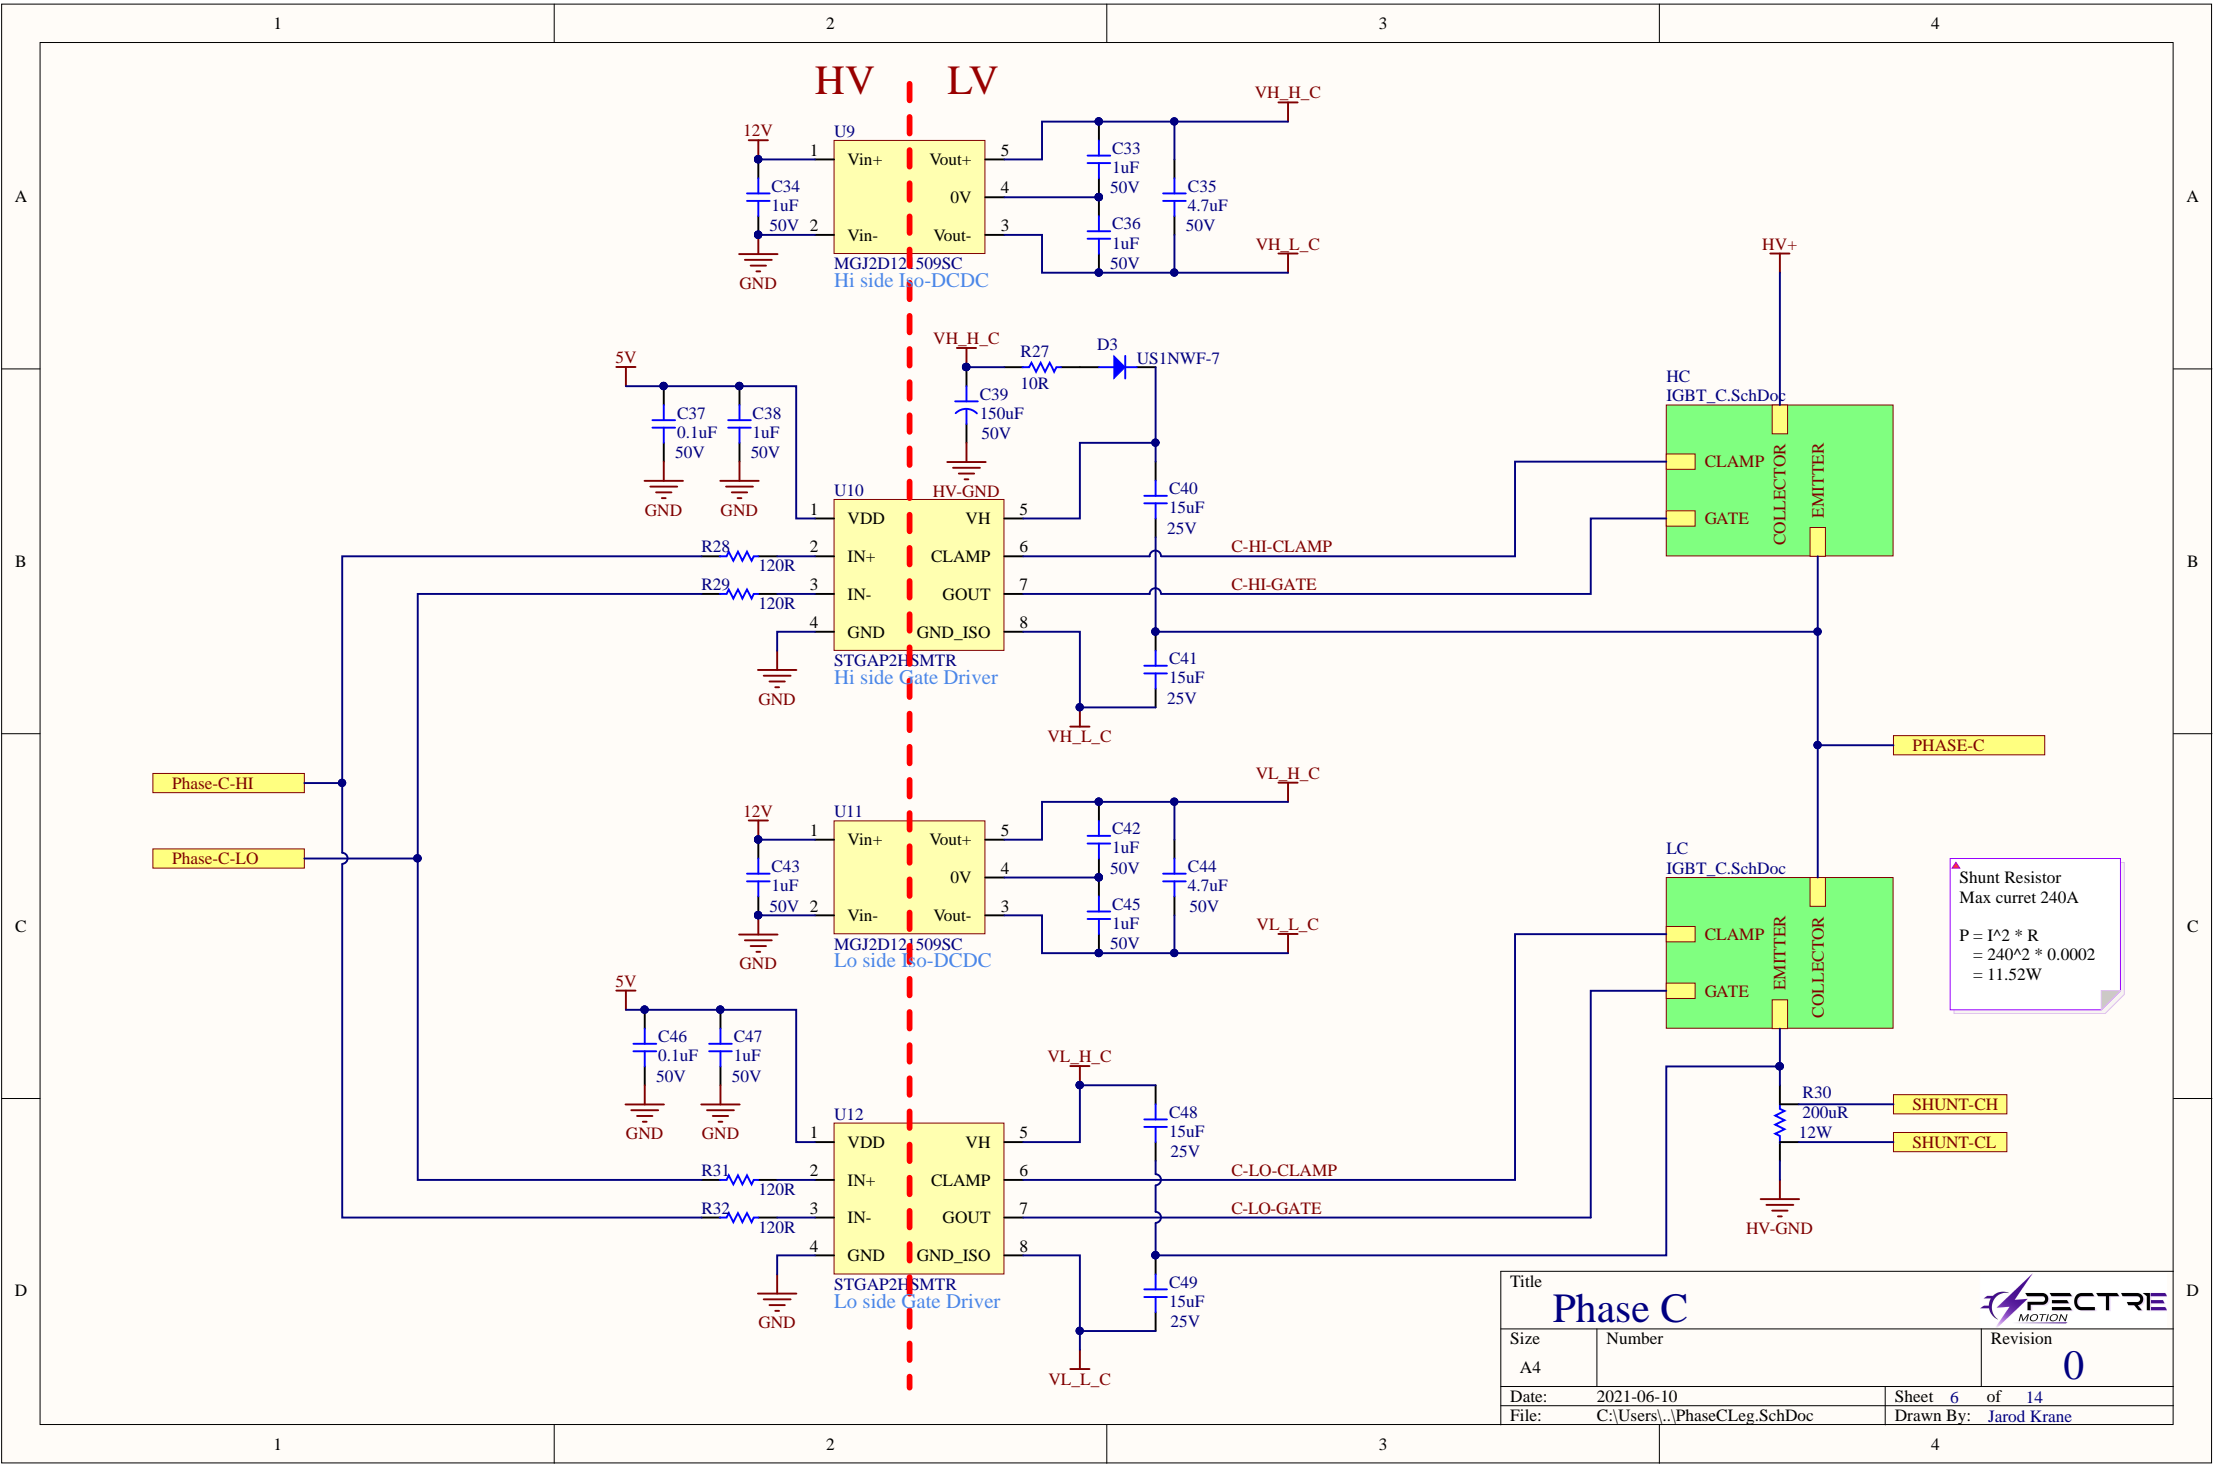 1
2
3
4
A
B
C
D
A
B
C
D
1
2
3
4
HV
LV
12V
C34
1uF
50V
GND
U9
1
Vin+
2
Vin-
Vout+
5
0V
4
Vout-
3
MGJ2D121509SC
Hi side Iso-DCDC
C33
1uF
50V
C36
1uF
50V
C35
4.7uF
50V
VH_H_C
VH_L_C
5V
C37
0.1uF
50V
GND
C38
1uF
50V
GND
VH_H_C
R27
10R
D3
US1NWF-7
C39
150uF
50V
HV-GND
U10
1
VDD
2
IN+
3
IN-
4
GND
VH
5
CLAMP
6
GOUT
7
GND_ISO
8
STGAP2HSMTR
Hi side Gate Driver
R28
120R
R29
120R
GND
C40
15uF
25V
C41
15uF
25V
VH_L_C
C-HI-CLAMP
C-HI-GATE
HV+
HC
IGBT_C.SchDoc
CLAMP
GATE
COLLECTOR
EMITTER
PHASE-C
Phase-C-HI
Phase-C-LO
12V
C43
1uF
50V
GND
U11
1
Vin+
2
Vin-
Vout+
5
0V
4
Vout-
3
MGJ2D121509SC
Lo side Iso-DCDC
C42
1uF
50V
C45
1uF
50V
C44
4.7uF
50V
VL_H_C
VL_L_C
LC
IGBT_C.SchDoc
CLAMP
GATE
EMITTER
COLLECTOR
Shunt Resistor
Max curret 240A
P = I^2 * R
= 240^2 * 0.0002
= 11.52W
5V
C46
0.1uF
50V
GND
C47
1uF
50V
GND
U12
1
VDD
2
IN+
3
IN-
4
GND
VH
5
CLAMP
6
GOUT
7
GND_ISO
8
STGAP2HSMTR
Lo side Gate Driver
R31
120R
R32
120R
GND
VL_H_C
C48
15uF
25V
C49
15uF
25V
VL_L_C
C-LO-CLAMP
C-LO-GATE
R30
200uR
12W
SHUNT-CH
SHUNT-CL
HV-GND
Title
Phase C
SPECTRE
MOTION
Size
A4
Number
Revision
0
Date: 2021-06-10
Sheet 6 of 14
File: C:\Users\..\PhaseCLeg.SchDoc
Drawn By: Jarod Krane